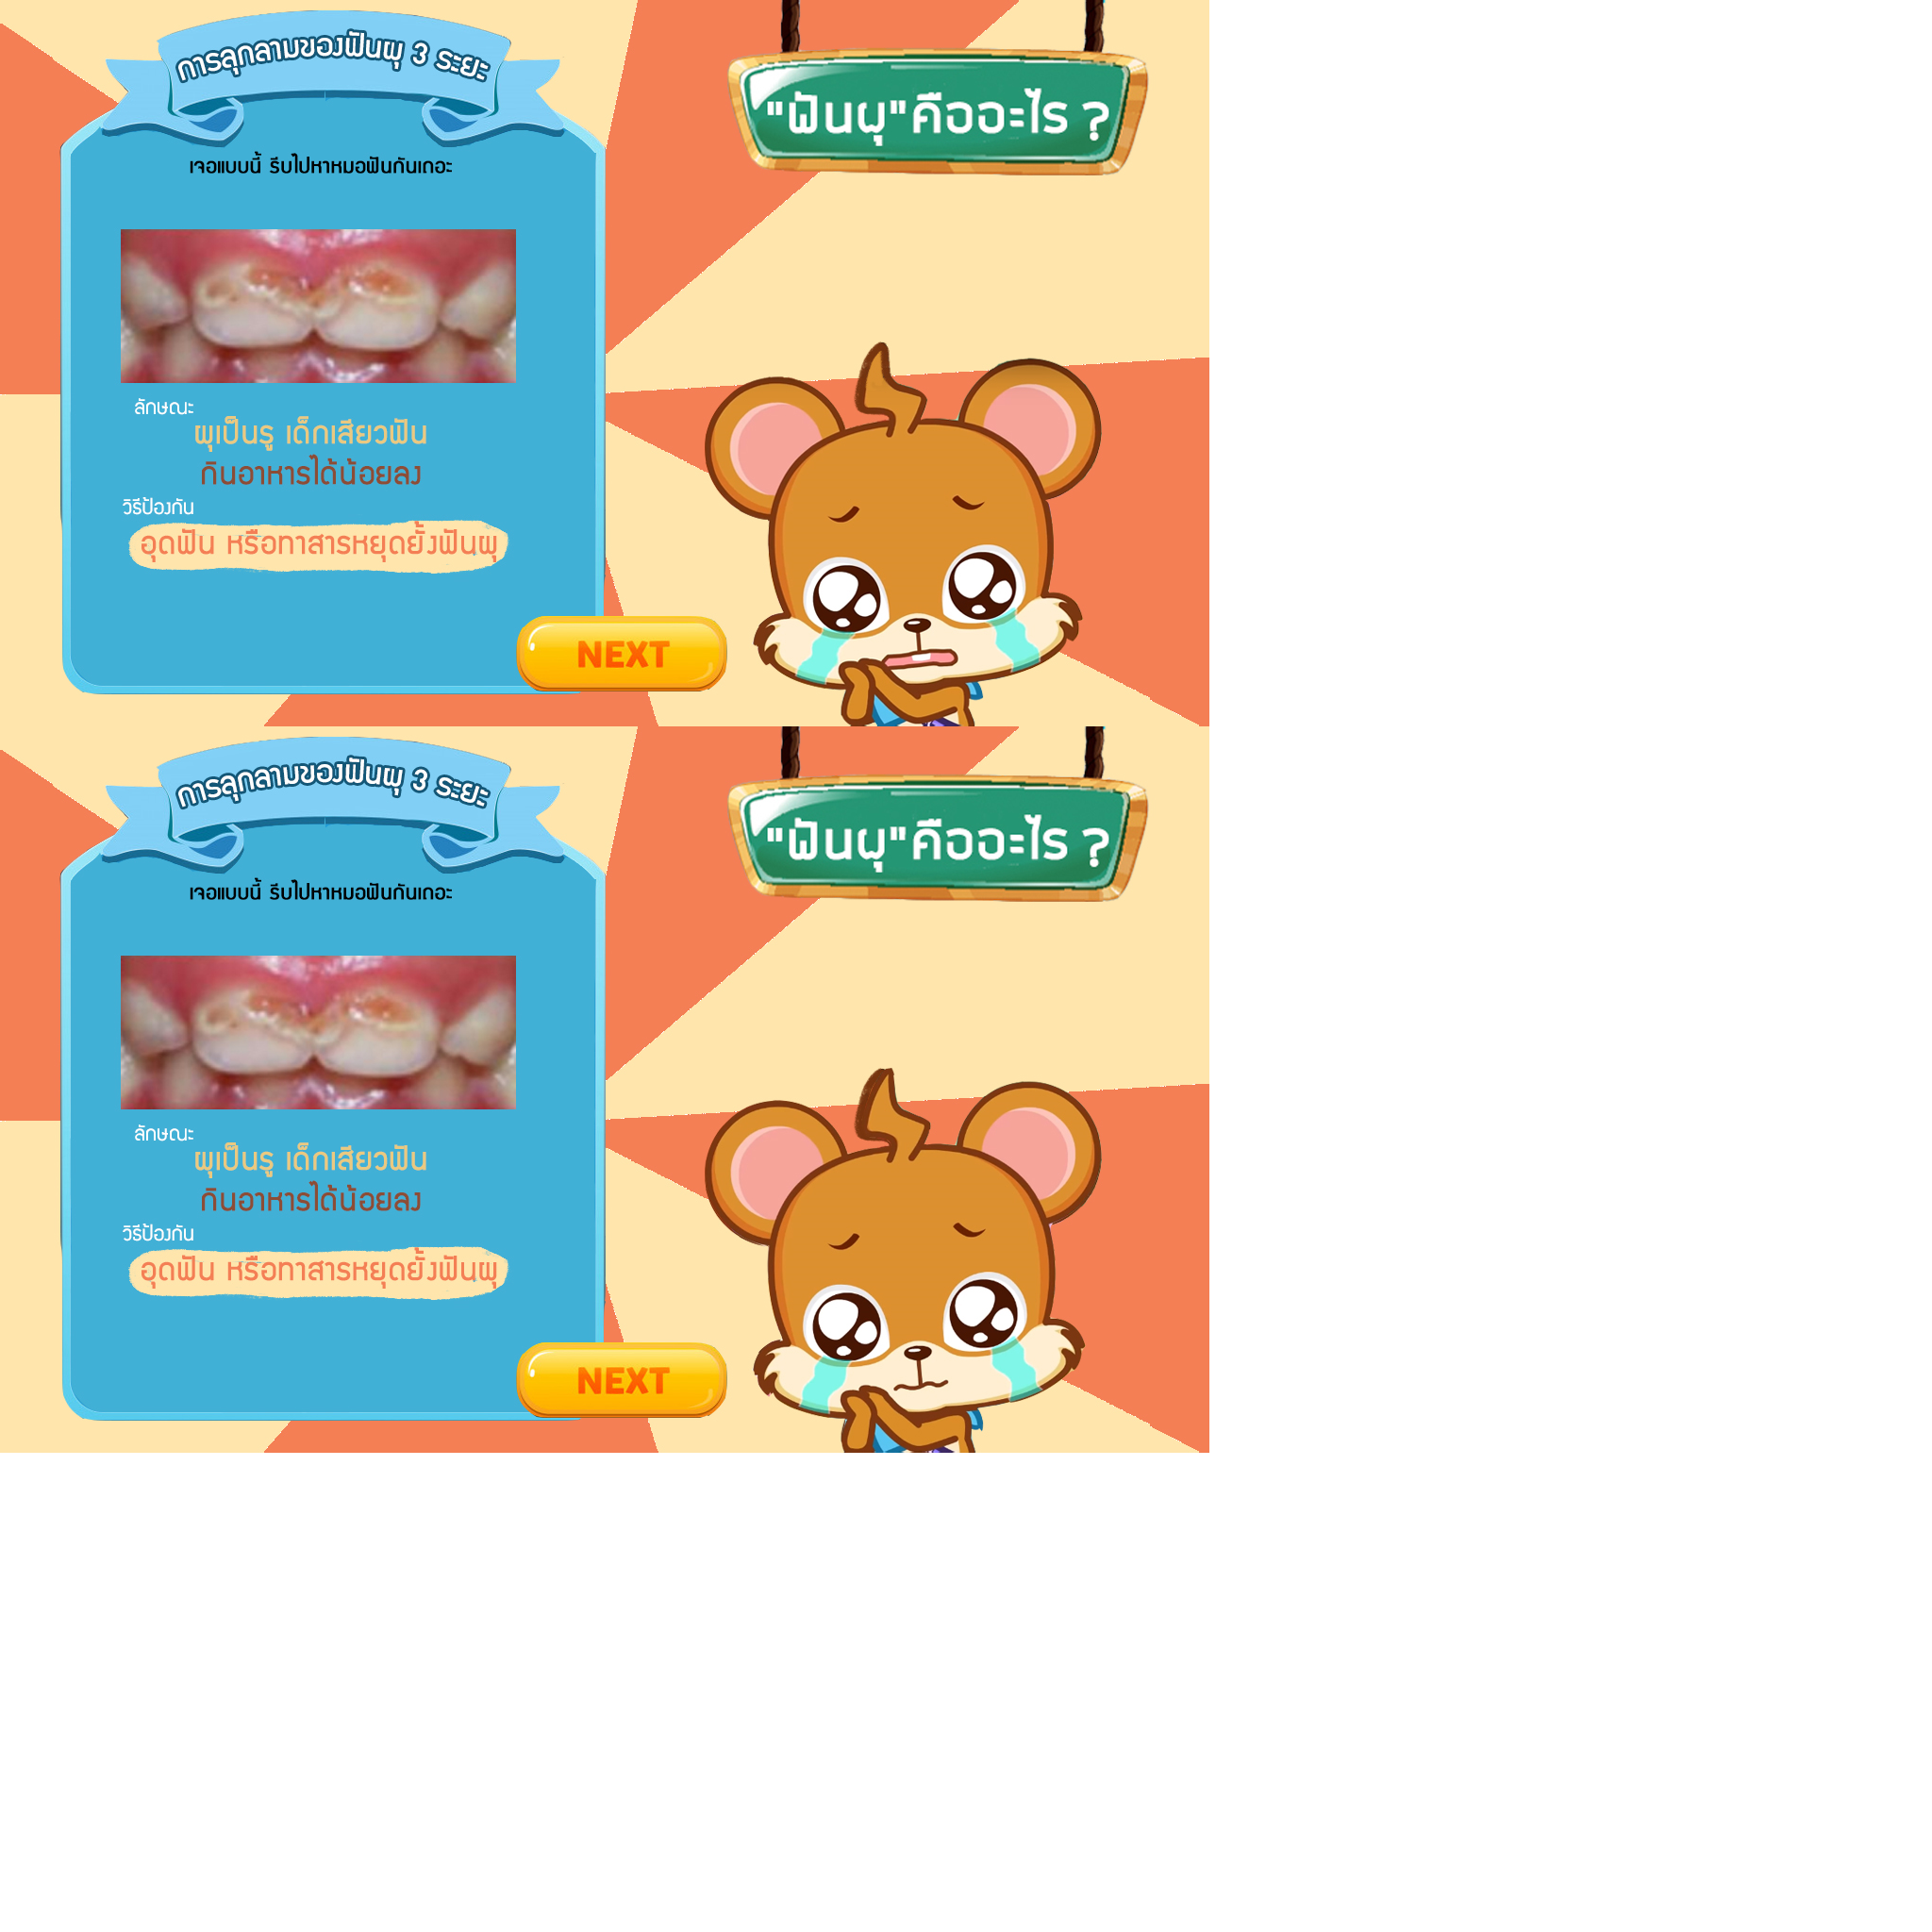 การลุกลามของฟันผุ 3 ระยะ
"ฟันผุ"คืออะไร ?
เจอแบบนี้ รีบไปหาหมอฟันกันเถอะ
ลักษณะ
ผุเป็นรู เด็กเสียวฟัน
กินอาหารได้น้อยลง
วิธีป้องกัน
อุดฟัน หรือทาสารหยุดยั้งฟันผุ
NEXT
การลุกลามของฟันผุ 3 ระยะ
"ฟันผุ"คืออะไร ?
เจอแบบนี้ รีบไปหาหมอฟันกันเถอะ
ลักษณะ
ผุเป็นรู เด็กเสียวฟัน
กินอาหารได้น้อยลง
วิธีป้องกัน
อุดฟัน หรือทาสารหยุดยั้งฟันผุ
NEXT